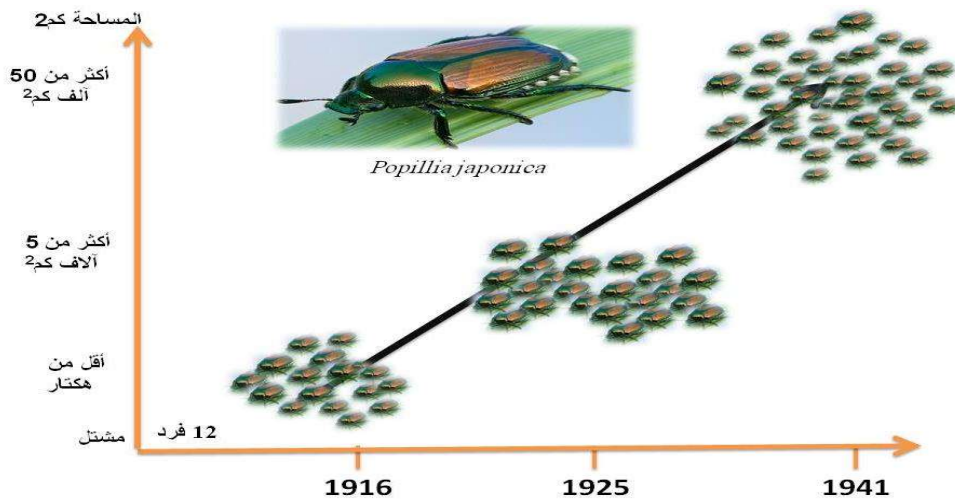 المساحة كم2
أكثر من 50
ألف كم²
Popillia japonica
أكثر من 5
آلاف كم²
أقل من
هكتار
مشتل
12 فرد
1916
1925
1941